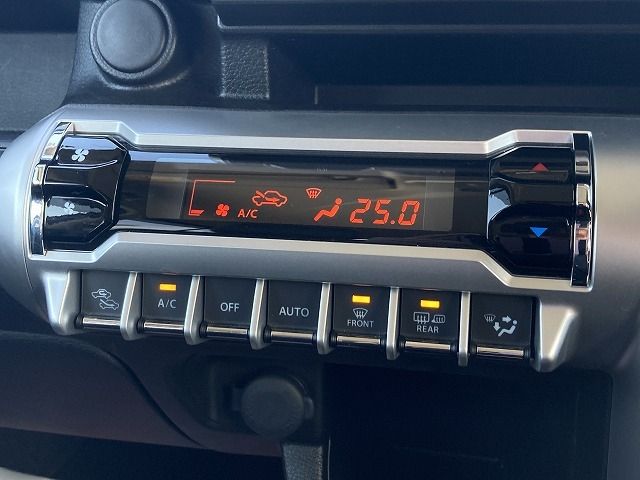 A/C 25.0
A/C OFF AUTO FRONT REAR